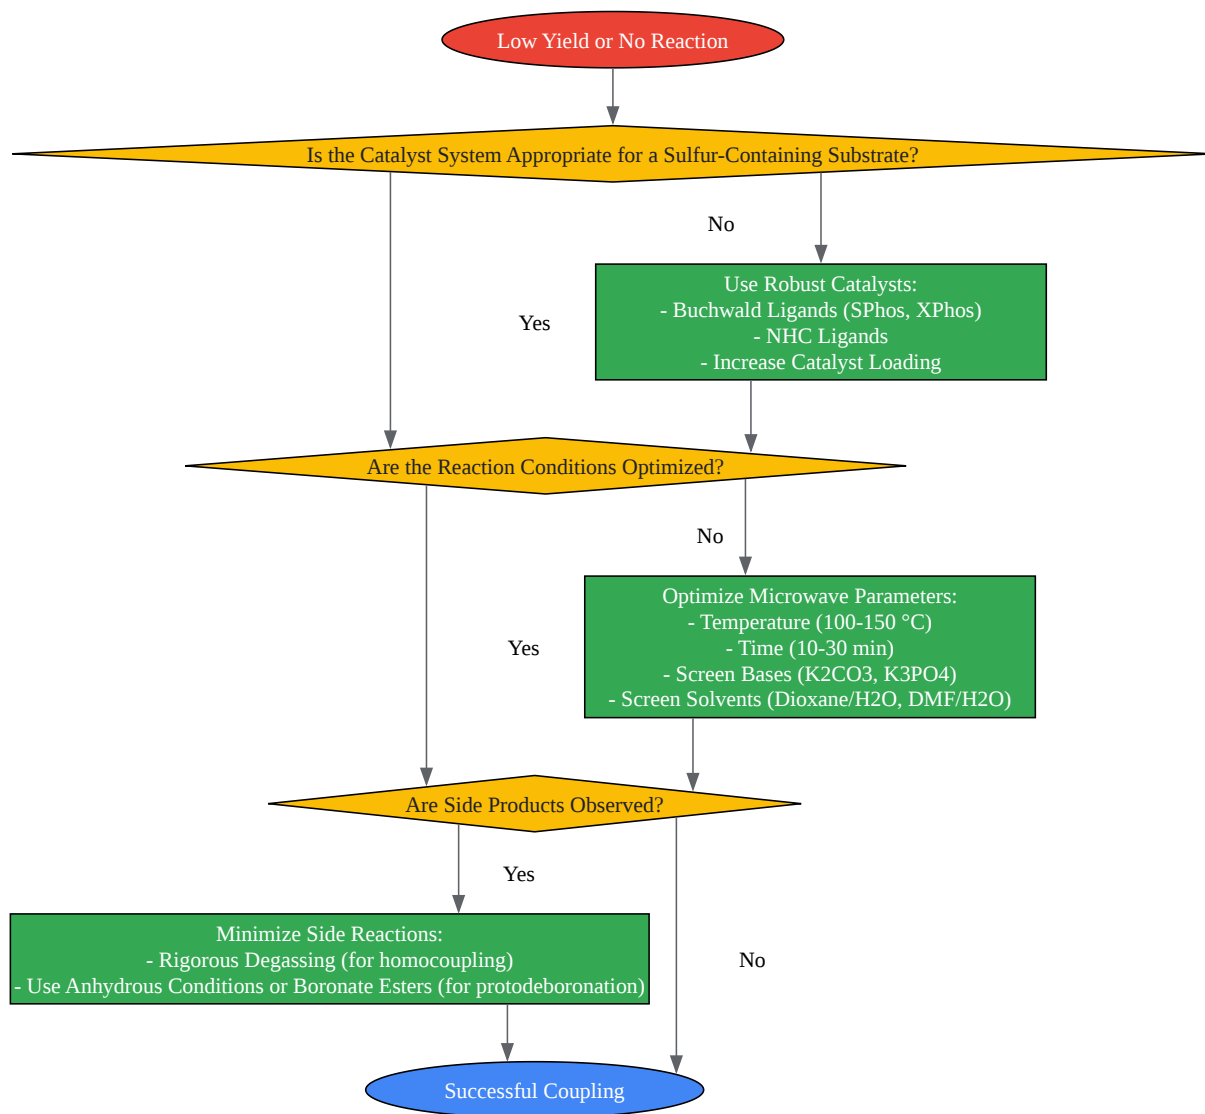 Low Yield or No Reaction
Is the Catalyst System Appropriate for a Sulfur-Containing Substrate?
No
Use Robust Catalysts:
- Buchwald Ligands (SPhos, XPhos)
- NHC Ligands
- Increase Catalyst Loading
Yes
Are the Reaction Conditions Optimized?
No
Optimize Microwave Parameters:
- Temperature (100-150 °C)
- Time (10-30 min)
- Screen Bases (K2CO3, K3PO4)
- Screen Solvents (Dioxane/H2O, DMF/H2O)
Yes
Are Side Products Observed?
Yes
Minimize Side Reactions:
- Rigorous Degassing (for homocoupling)
- Use Anhydrous Conditions or Boronate Esters (for protodeboronation)
No
Successful Coupling